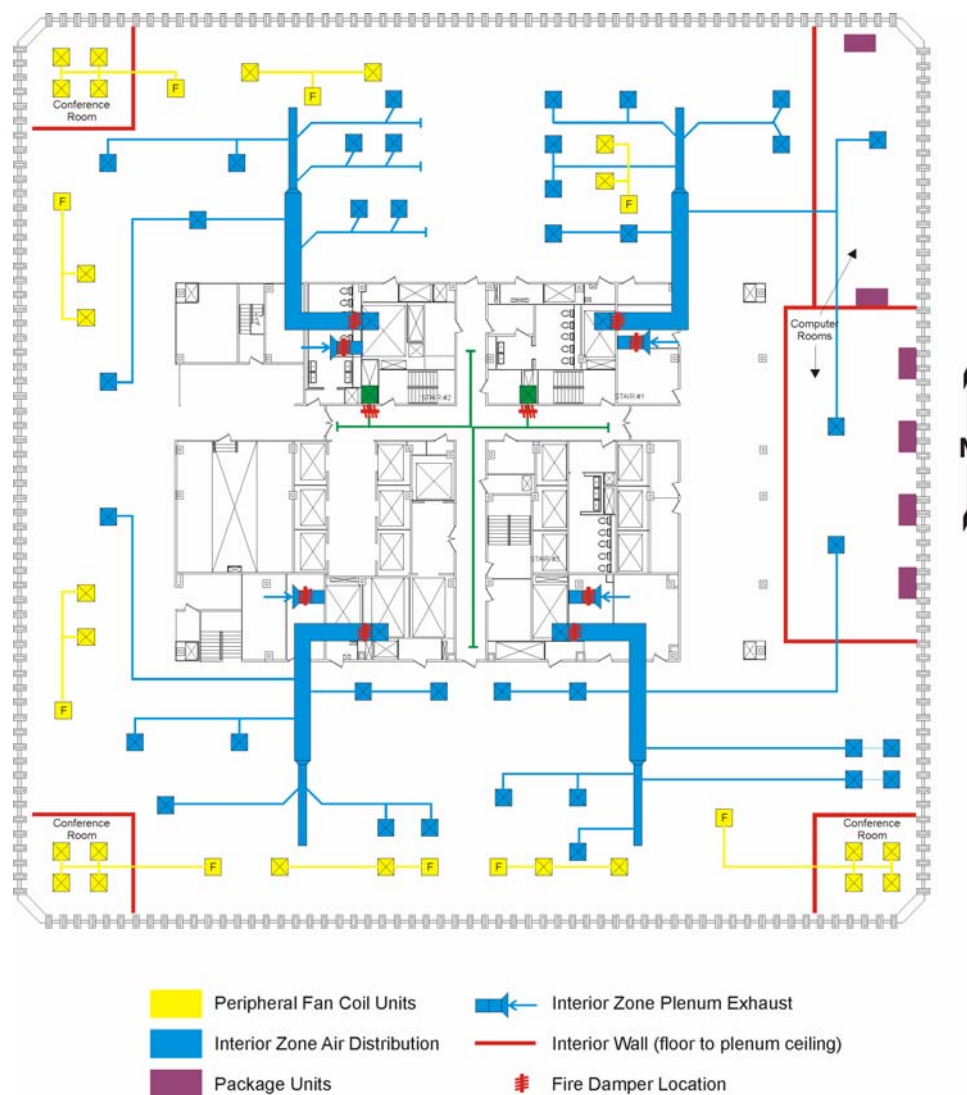 Conference
Room
F
F
F
F
Computer
Rooms
STAIR #2
STAIR #1
STAIR #3
F
Conference
Room
F
F
F
F
Conference
Room
Peripheral Fan Coil Units
Interior Zone Plenum Exhaust
Interior Zone Air Distribution
Interior Wall (floor to plenum ceiling)
Package Units
Fire Damper Location